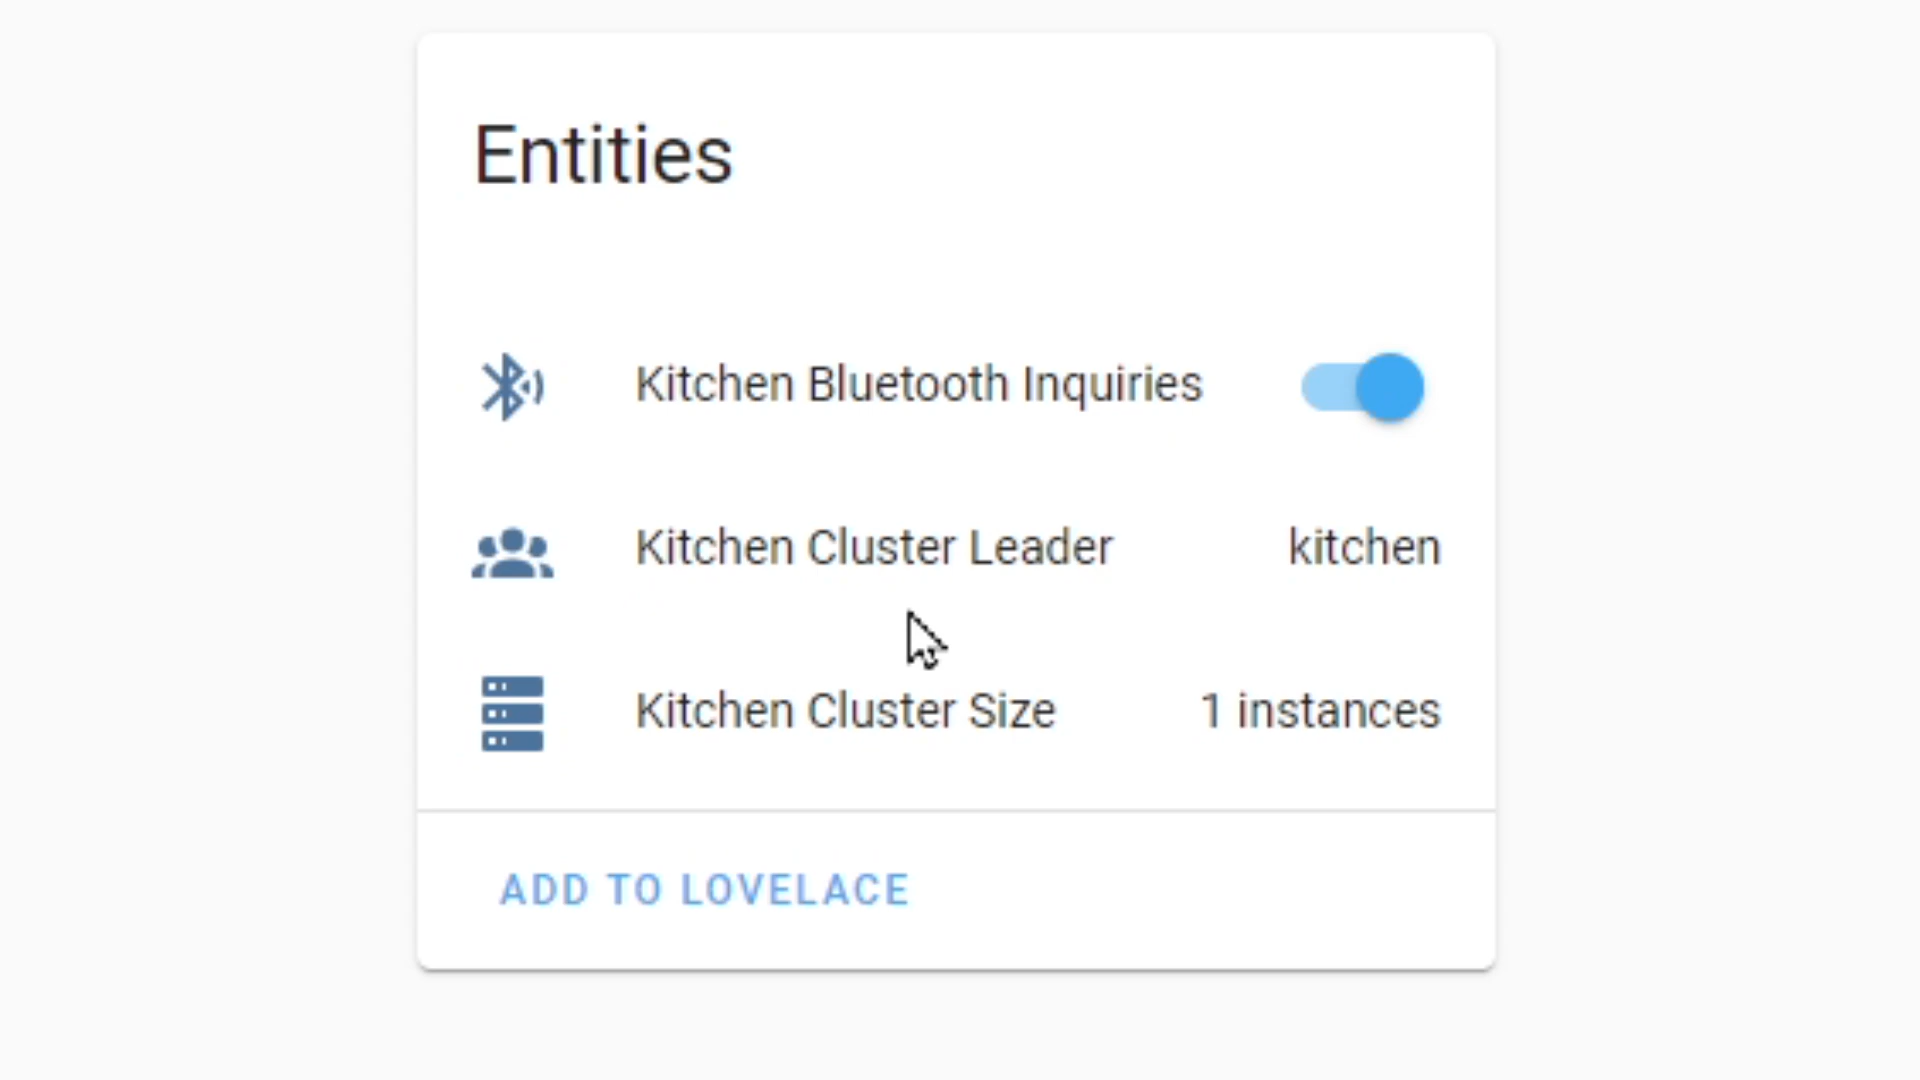 Entities
Kitchen Bluetooth Inquiries
Kitchen Cluster Leader kitchen
Kitchen Cluster Size 1 instances
ADD TO LOVELACE